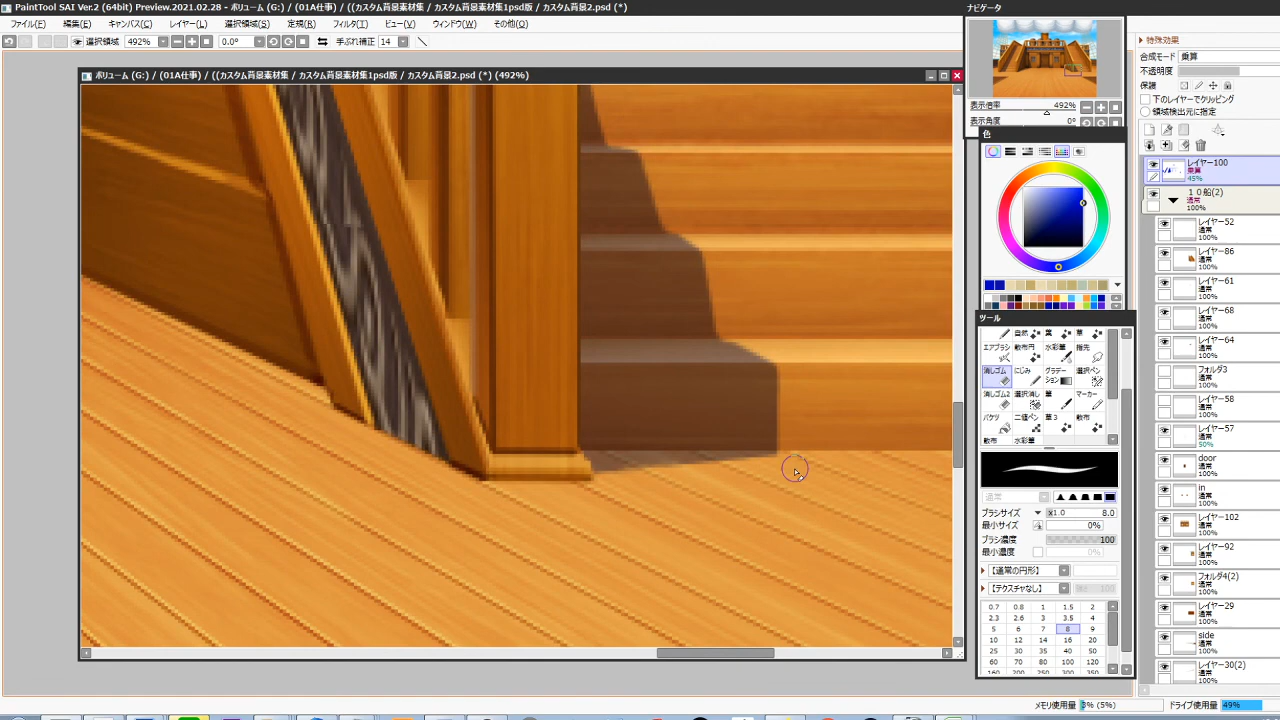 PaintTool SAI Ver.2 (64bit) Preview.2021.02.28 - ボリューム (G:) / (01A仕事) / ((カスタム背景素材集 / カスタム背景素材集1psd版 / カスタム背景2.psd (*)
ファイル(F) 編集(E) キャンバス(C) レイヤー(L) 選択領域(S) 定規(R) フィルタ(T) ビュー(V) ウィンドウ(W) その他(O)
選択領域 492% 0.0° 手ぶれ補正 14
ボリューム (G:) / (01A仕事) / ((カスタム背景素材集 / カスタム背景素材集1psd版 / カスタム背景2.psd (*) (492%)
ナビゲータ
表示倍率 492%
表示角度 0°
色
ツール
自然 葉 草
エアブラシ 散布円 水彩筆 指先
消しゴム にじみ グラデーション 選択ペン
消しゴム2 選択消し 筆 マーカー
バケツ 二値ペン 草3 散布
散布 水彩筆
通常
ブラシサイズ x1.0 8.0
最小サイズ 0%
ブラシ濃度 100
最小濃度 0%
【通常の円形】
【テクスチャなし】 100
0.7 0.8 1 1.5 2
2.3 2.6 3 3.5 4
5 6 7 8 9
10 12 14 16 20
25 30 35 40 50
60 70 80 100 120
160 200 250 300 350
特殊効果
合成モード 乗算
不透明度
保護
下のレイヤーでクリッピング
領域検出元に指定
レイヤー100
乗算
45%
10船(2)
通常
100%
レイヤー52
通常
100%
レイヤー86
通常
100%
レイヤー61
通常
100%
レイヤー68
通常
100%
レイヤー64
通常
100%
フォルダ3
通常
100%
レイヤー58
通常
100%
レイヤー57
通常
50%
door
通常
100%
in
通常
100%
レイヤー102
通常
100%
レイヤー92
通常
100%
フォルダ4(2)
通常
100%
レイヤー29
通常
100%
side
通常
100%
レイヤー30(2)
通常
100%
メモリ使用量 3% (5%) ドライブ使用量 49%